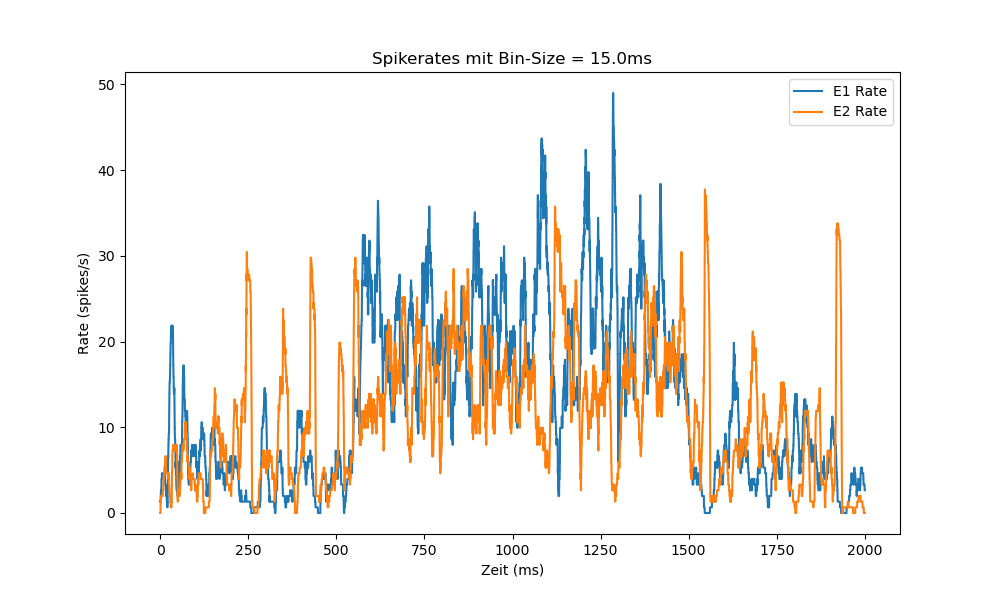 Spikerates mit Bin-Size = 15.0ms
E1 Rate
E2 Rate
50
40
30
20
10
0
Rate (spikes/s)
0 250 500 750 1000 1250 1500 1750 2000
Zeit (ms)